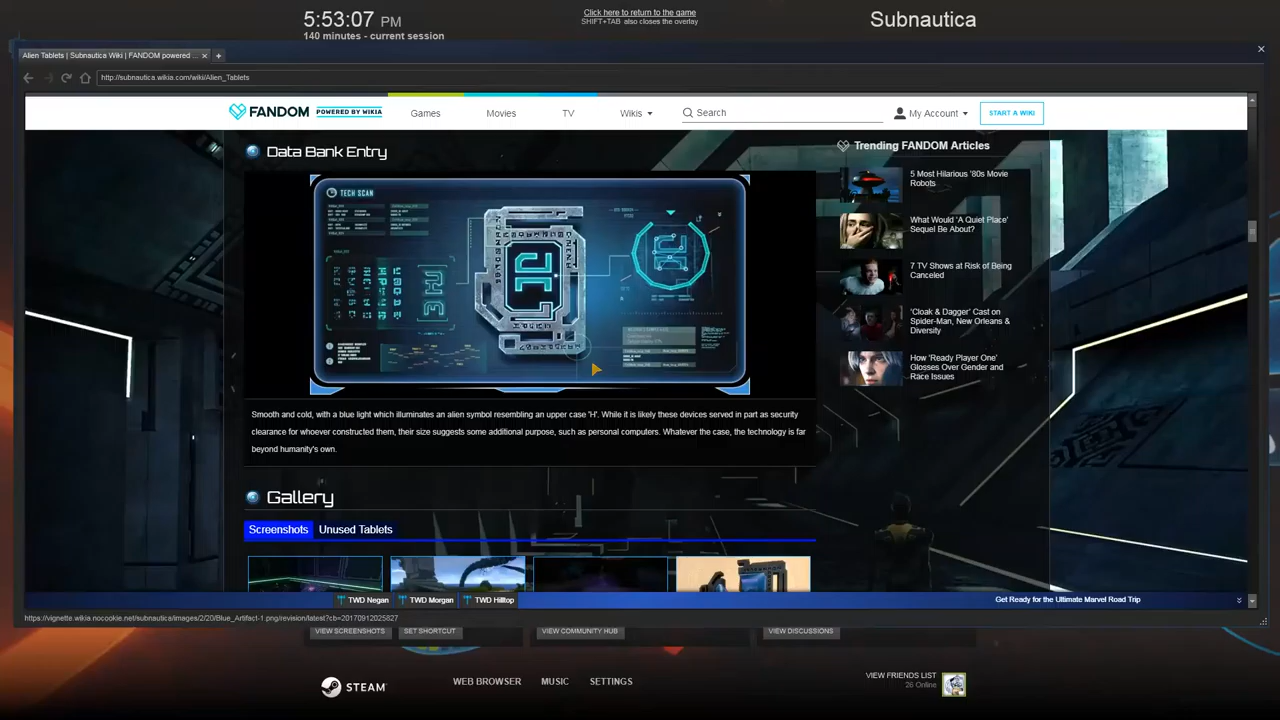 5:53:07 PM
140 minutes - current session
Click here to return to the game
SHIFT+TAB also closes the overlay
Subnautica
Alien Tablets | Subnautica Wiki | FANDOM powered ... × +
http://subnautica.wikia.com/wiki/Alien_Tablets
FANDOM POWERED BY WIKIA
Games
Movies
TV
Wikis
Search
My Account
START A WIKI
Data Bank Entry
TECH SCAN
Smooth and cold, with a blue light which illuminates an alien symbol resembling an upper case 'H'. While it is likely these devices served in part as security
clearance for whoever constructed them, their size suggests some additional purpose, such as personal computers. Whatever the case, the technology is far
beyond humanity's own.
Gallery
Screenshots
Unused Tablets
Trending FANDOM Articles
5 Most Hilarious '80s Movie
Robots
What Would 'A Quiet Place'
Sequel Be About?
7 TV Shows at Risk of Being
Canceled
'Cloak & Dagger' Cast on
Spider-Man, New Orleans &
Diversity
How 'Ready Player One'
Glosses Over Gender and
Race Issues
TWD Negan
TWD Morgan
TWD Hilltop
Get Ready for the Ultimate Marvel Road Trip
https://vignette.wikia.nocookie.net/subnautica/images/2/20/Blue_Artifact-1.png/revision/latest?cb=20170912025827
VIEW SCREENSHOTS
SET SHORTCUT
VIEW COMMUNITY HUB
VIEW DISCUSSIONS
STEAM
WEB BROWSER
MUSIC
SETTINGS
VIEW FRIENDS LIST
26 Online